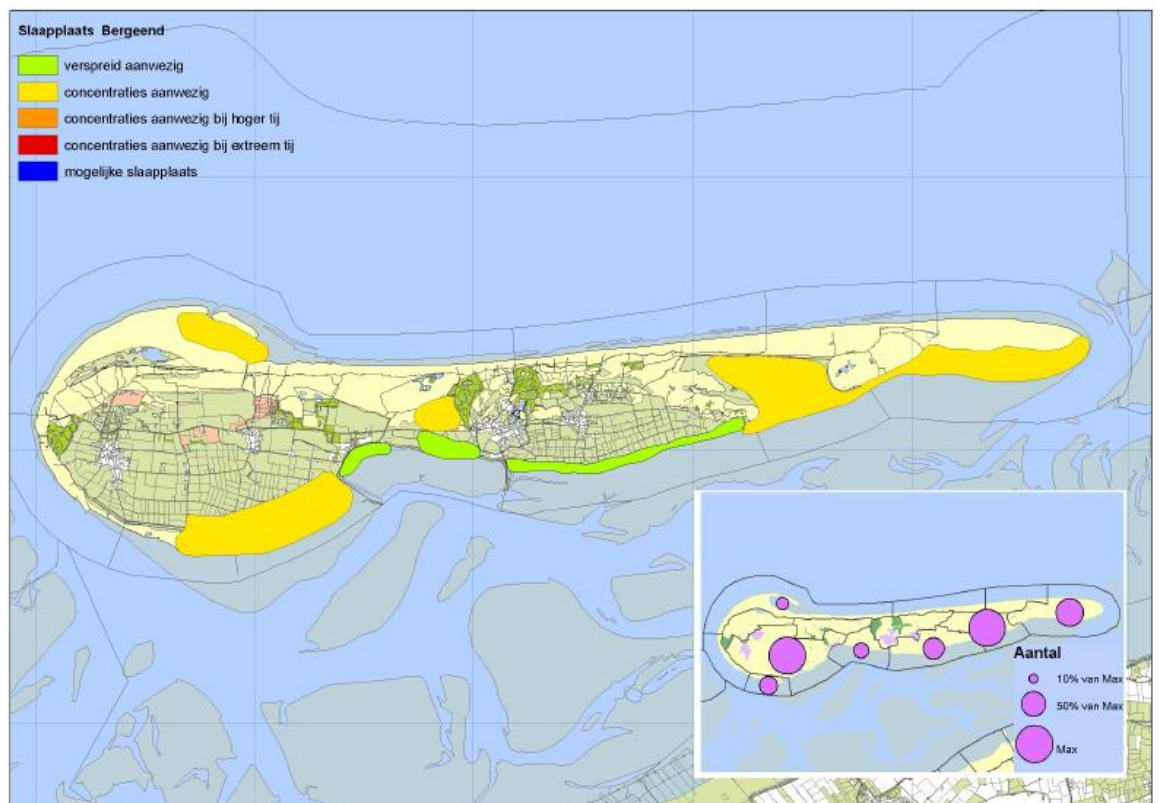 Slaapplaats Bergeend
verspreid aanwezig
concentraties aanwezig
concentraties aanwezig bij hoger tij
concentraties aanwezig bij extreem tij
mogelijke slaapplaats
Aantal
10% van Max
50% van Max
Max